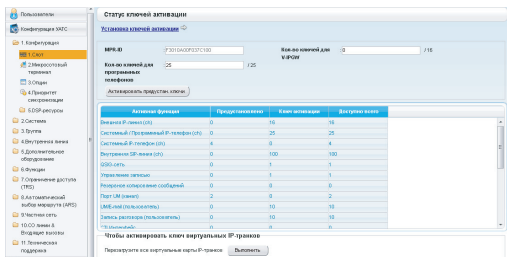 Пользователи
Конфигурация УАТС
1.Конфигурация
1.Слот
2.Микросотовый терминал
3.Опции
4.Приоритет синхронизации
5.DSP-ресурсы
2.Система
3.Группа
4.Внутренняя линия
5.Дополнительное оборудование
6.Функции
7.Ограничение доступа (TRS)
8.Автоматический выбор маршрута (ARS)
9.Частная сеть
10.СО линии & Входящие вызовы
11.Техническая поддержка
Статус ключей активации
Установка ключей активации
MPR-ID
Кол-во ключей для V-IPGW
0
/ 16
Кол-во ключей для программных телефонов
25
/ 25
Активировать предустан. ключи
Активные функции Предустановлено Ключ активации Доступно всего
Внешняя IP-линия (ch) 0 16 16
Системный / Программный IP-телефон (ch) 0 25 25
Системный IP-телефон (ch) 4 0 4
Внутренняя SIP-линия (ch) 0 100 100
QSIG-сеть 0 1 1
Управление записью 0 1 1
Резервное копирование сообщений 0 1 1
Порт UM (канал) 2 0 2
UM/E-mail (пользователь) 0 10 10
Запись разговора (пользователь) 0 10 10
Чтобы активировать ключ виртуальных IP-транков
Перезагрузите все виртуальные карты IP-транков
Выполнить